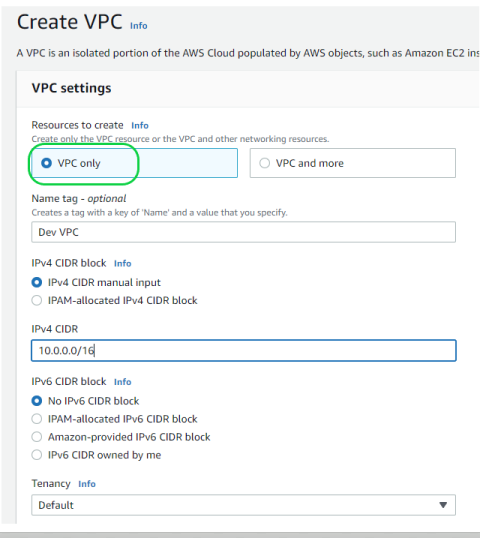 Create VPC Info
A VPC is an isolated portion of the AWS Cloud populated by AWS objects, such as Amazon EC2 ins
VPC settings
Resources to create Info
Create only the VPC resource or the VPC and other networking resources.
VPC only
VPC and more
Name tag - optional
Creates a tag with a key of 'Name' and a value that you specify.
Dev VPC
IPv4 CIDR block Info
IPv4 CIDR manual input
IPAM-allocated IPv4 CIDR block
IPv4 CIDR
10.0.0.0/16
IPv6 CIDR block Info
No IPv6 CIDR block
IPAM-allocated IPv6 CIDR block
Amazon-provided IPv6 CIDR block
IPv6 CIDR owned by me
Tenancy Info
Default